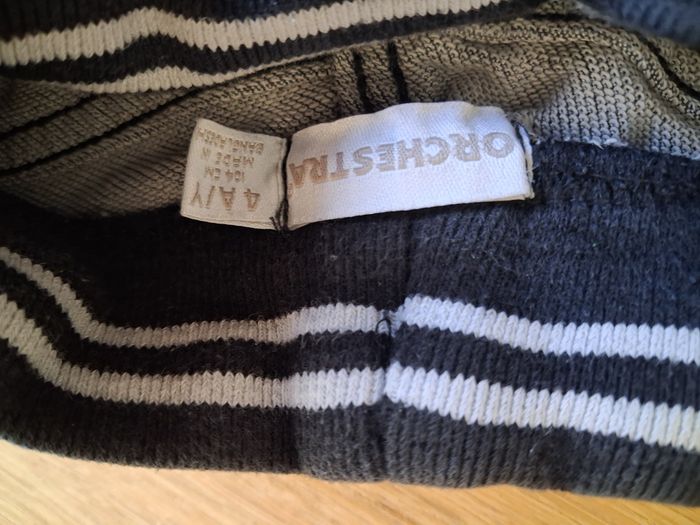 ORCHESTRA
4 A/Y
104 CM
MADE IN
BANGLADESH